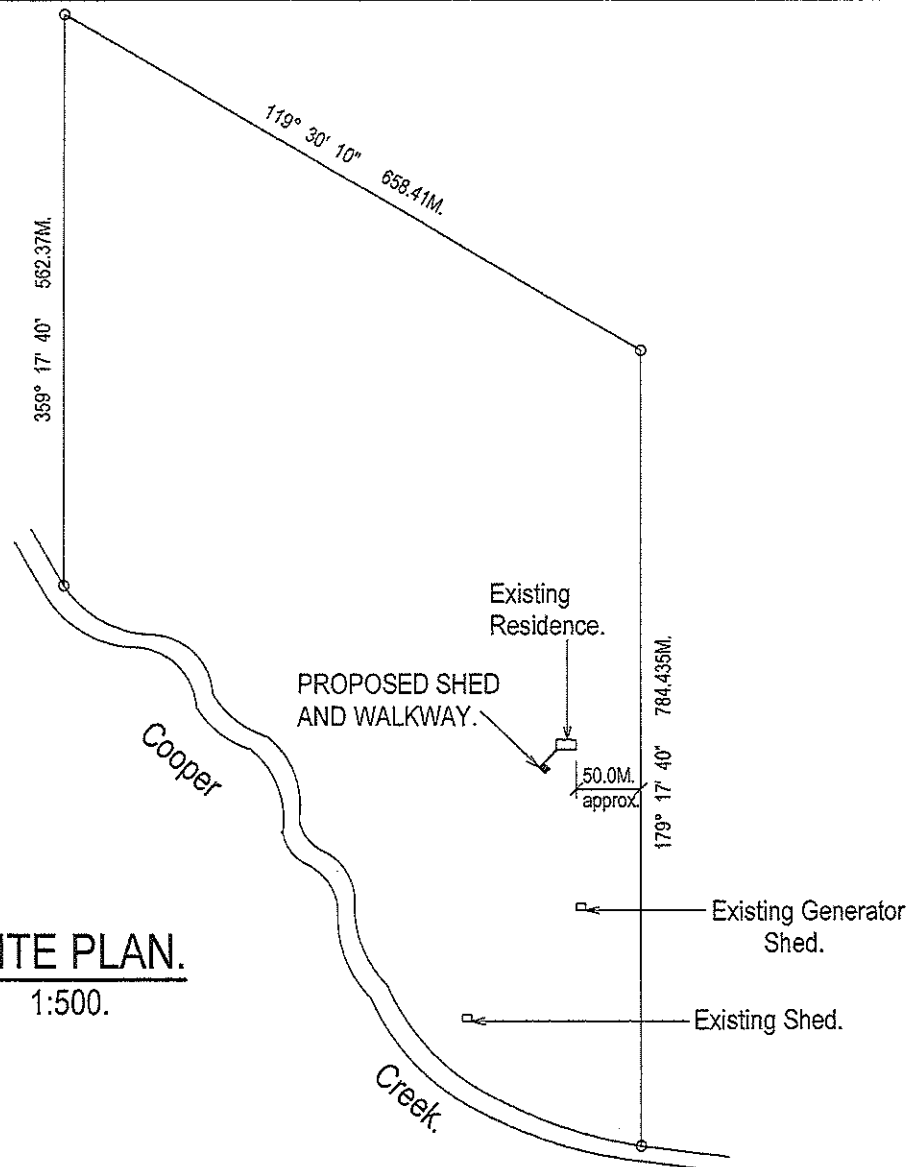 119° 30' 10" 658.41M.
359° 17' 40" 562.37M.
Existing
Residence.
PROPOSED SHED
AND WALKWAY.
784.435M.
179° 17' 40"
50.0M.
approx.
Cooper
Existing Generator
Shed.
ITE PLAN.
1:500.
Existing Shed.
Creek.